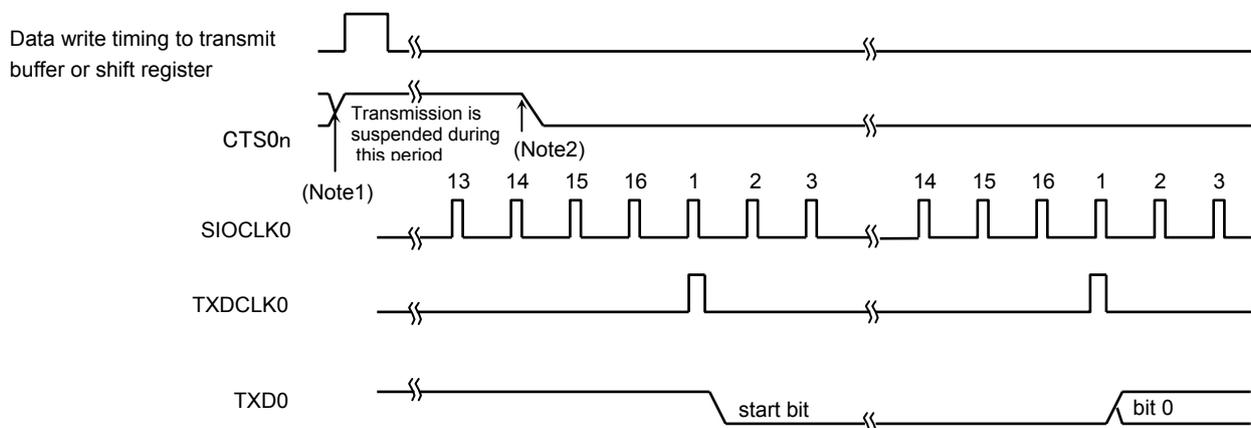 Data write timing to transmit
buffer or shift register
CTS0n
Transmission is
suspended during
this period
(Note1)
(Note2)
13 14 15 16 1 2 3 14 15 16 1 2 3
SIOCLK0
TXDCLK0
TXD0
start bit
bit 0